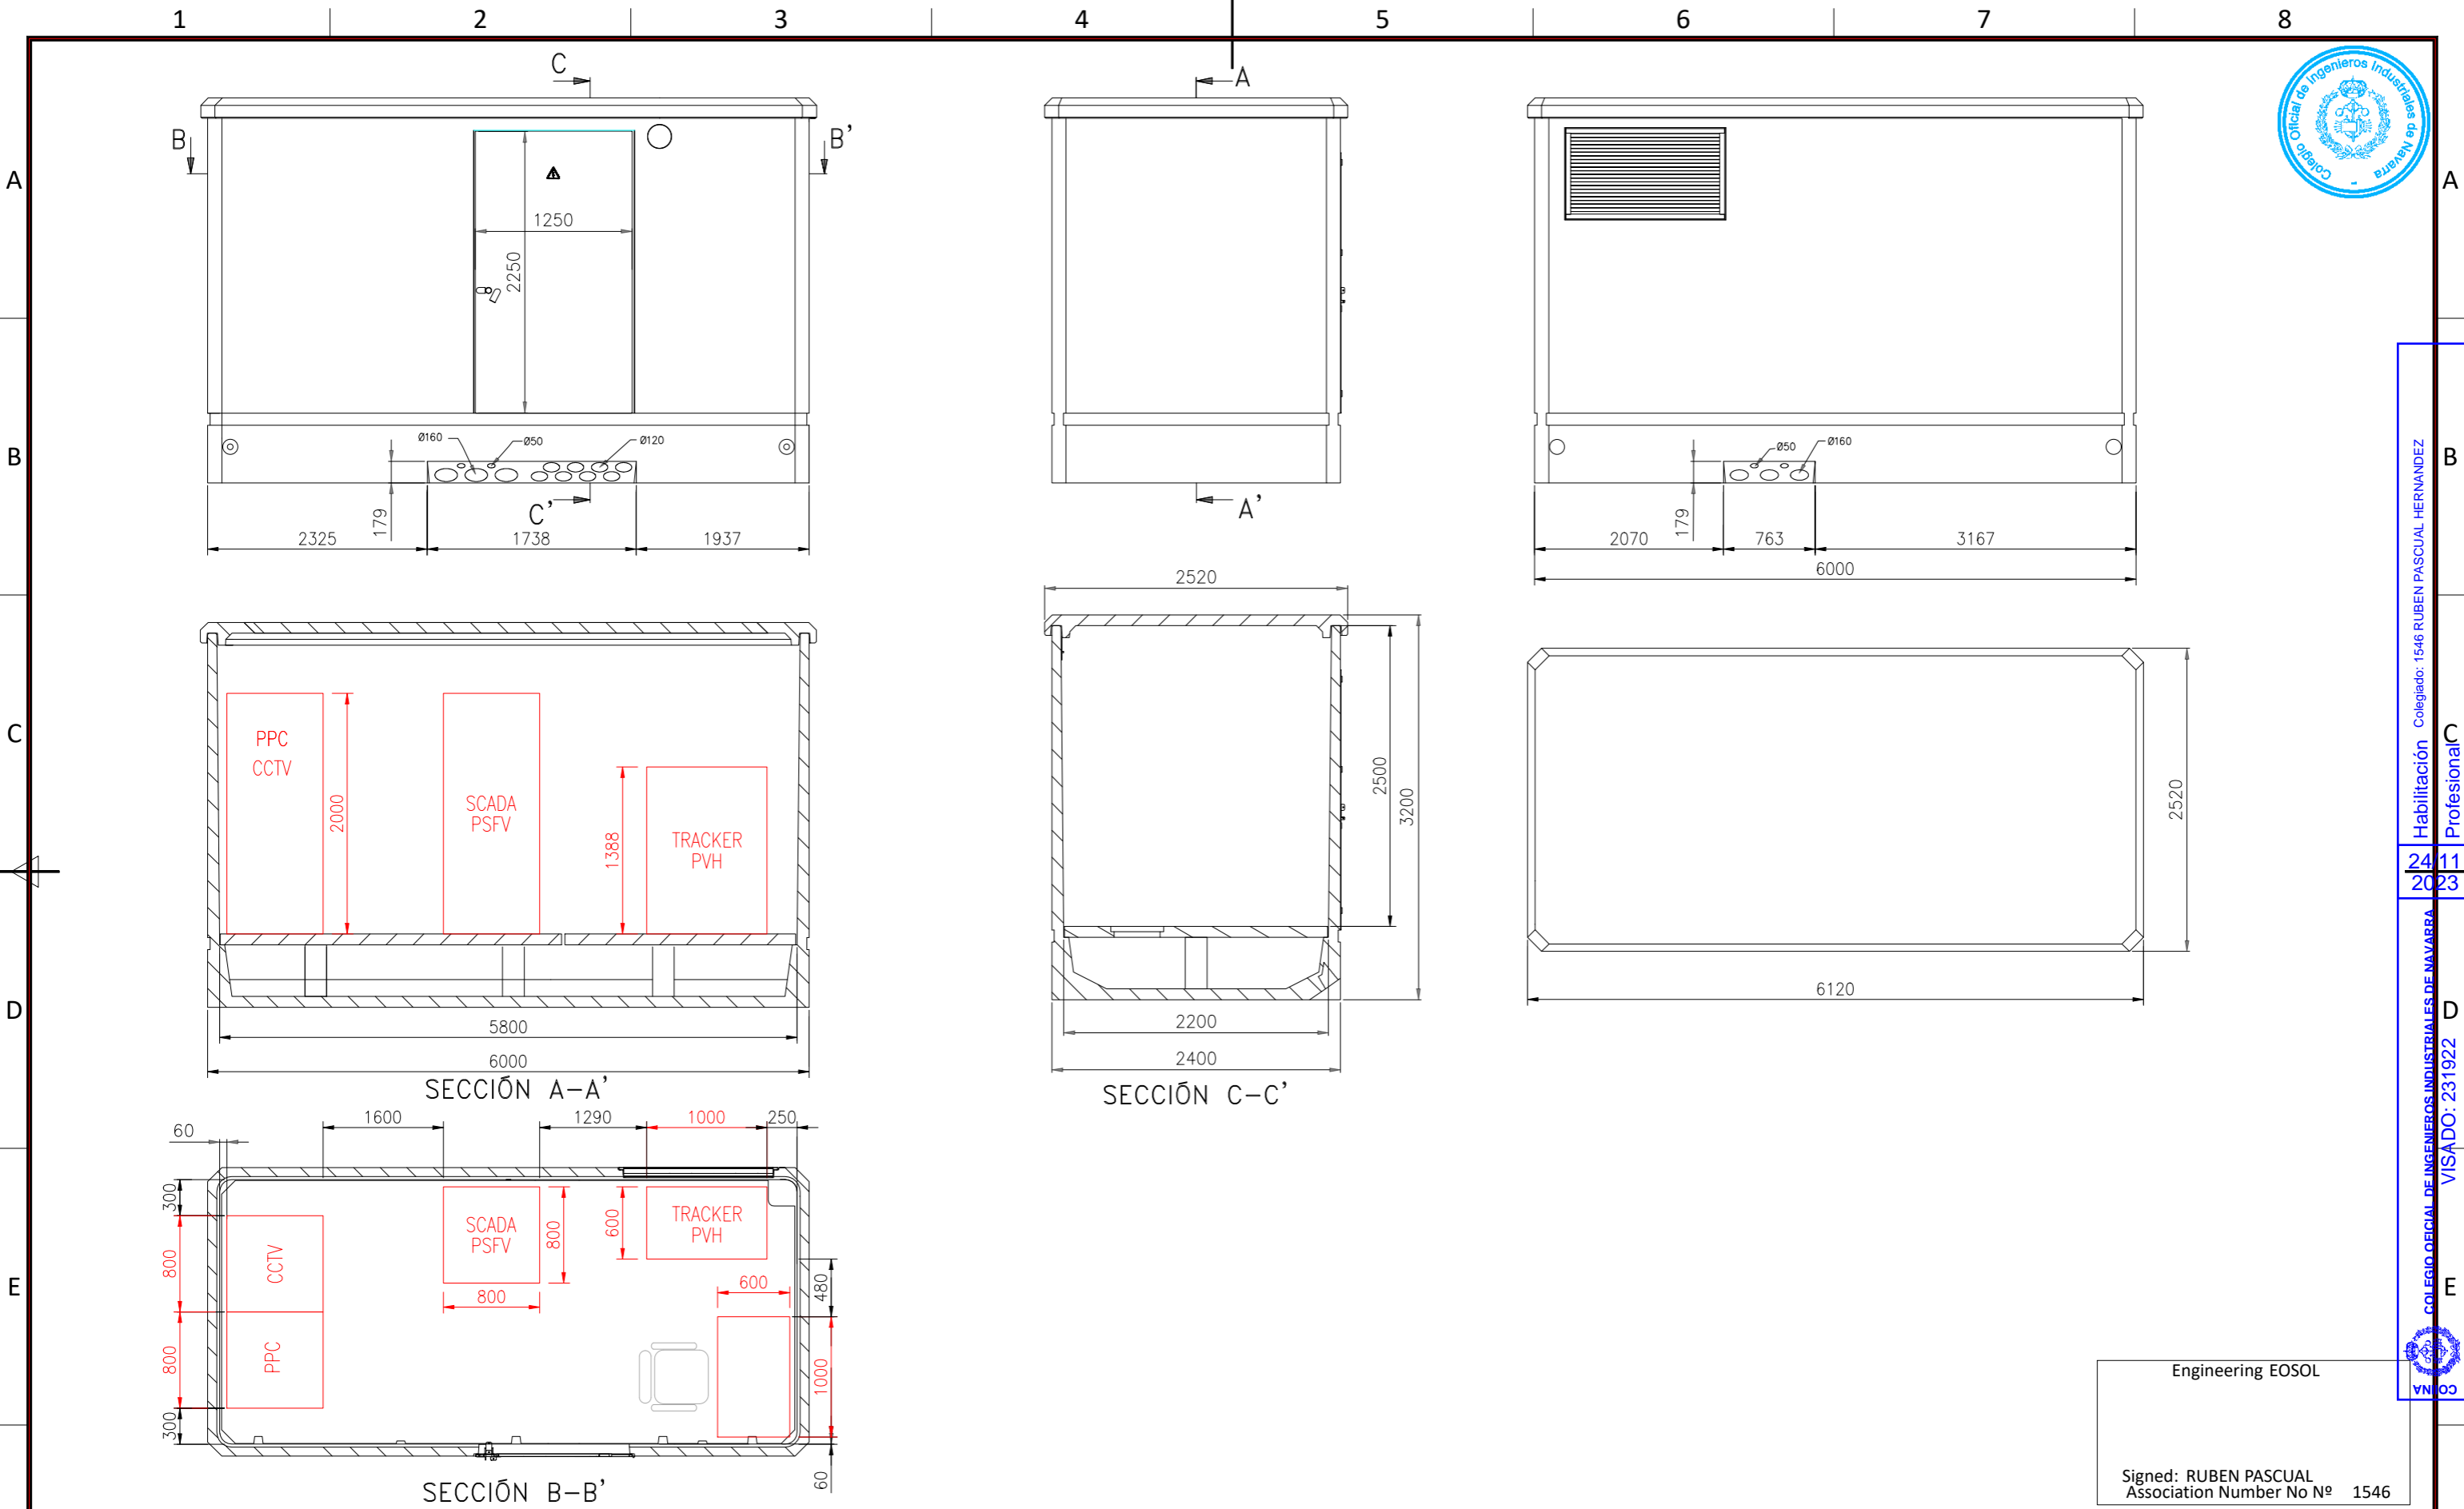 1 2 3 4 5 6 7 8
A
B
C
D
E
A
B
C
D
E
C
B
B'
1250
2250
Ø160
Ø50
Ø120
C'
179
2325
1738
1937
A
A'
Ø50
Ø160
179
2070
763
3167
6000
PPC
CCTV
2000
SCADA
PSFV
1388
TRACKER
PVH
5800
6000
SECCIÓN A-A'
2520
2500
3200
2200
2400
SECCIÓN C-C'
2520
6120
60
1600
1290
1000
250
300
800
800
300
CCTV
PPC
SCADA
PSFV
800
800
600
TRACKER
PVH
600
480
1000
60
SECCIÓN B-B'
Colegio Oficial de Ingenieros Industriales de Navarra
Habilitación Profesional
Colegiado: 1546 RUBEN PASCUAL HERNANDEZ
24/11
2023
COLEGIO OFICIAL DE INGENIEROS INDUSTRIALES DE NAVARRA
VISADO: 231922
COIINA
Engineering EOSOL
Signed: RUBEN PASCUAL
Association Number No Nº 1546